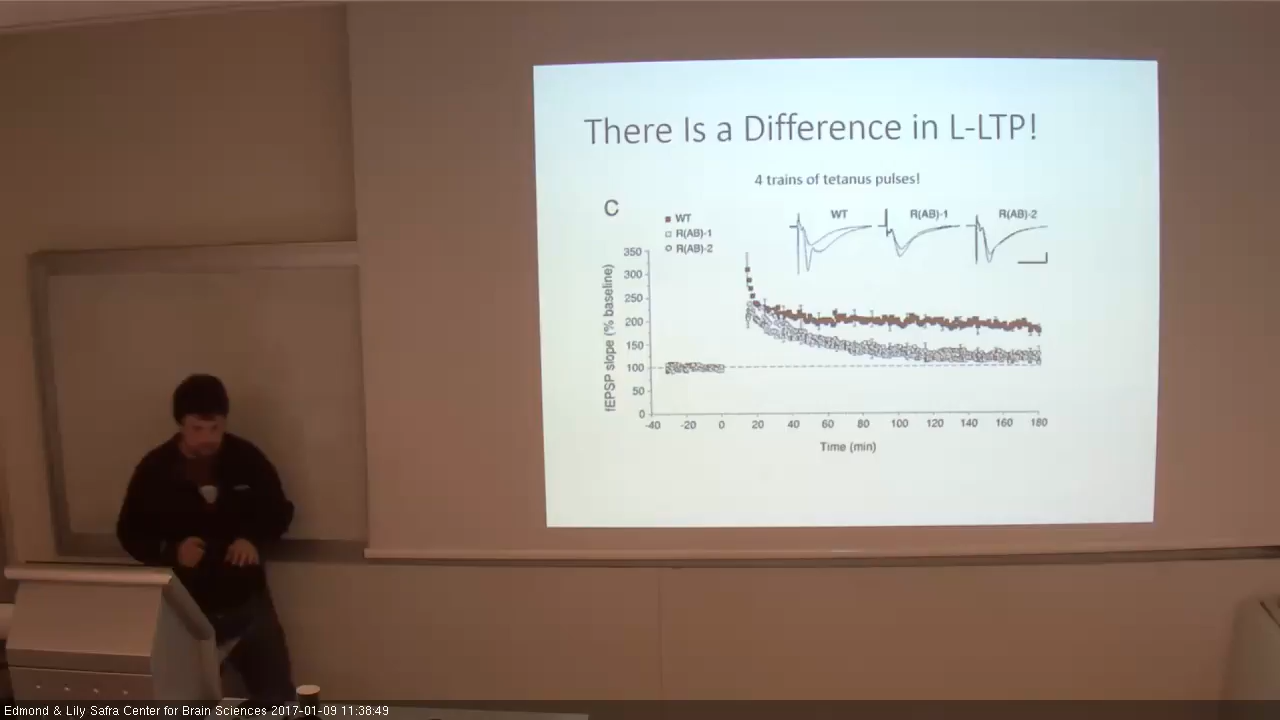 There Is a Difference in L-LTP!
4 trains of tetanus pulses!
C
WT
R(AB)-1
R(AB)-2
WT
R(AB)-1
R(AB)-2
fEPSP slope (% baseline)
350
300
250
200
150
100
50
0
-40 -20 0 20 40 60 80 100 120 140 160 180
Time (min)
Edmond & Lily Safra Center for Brain Sciences 2017-01-09 11:38:49